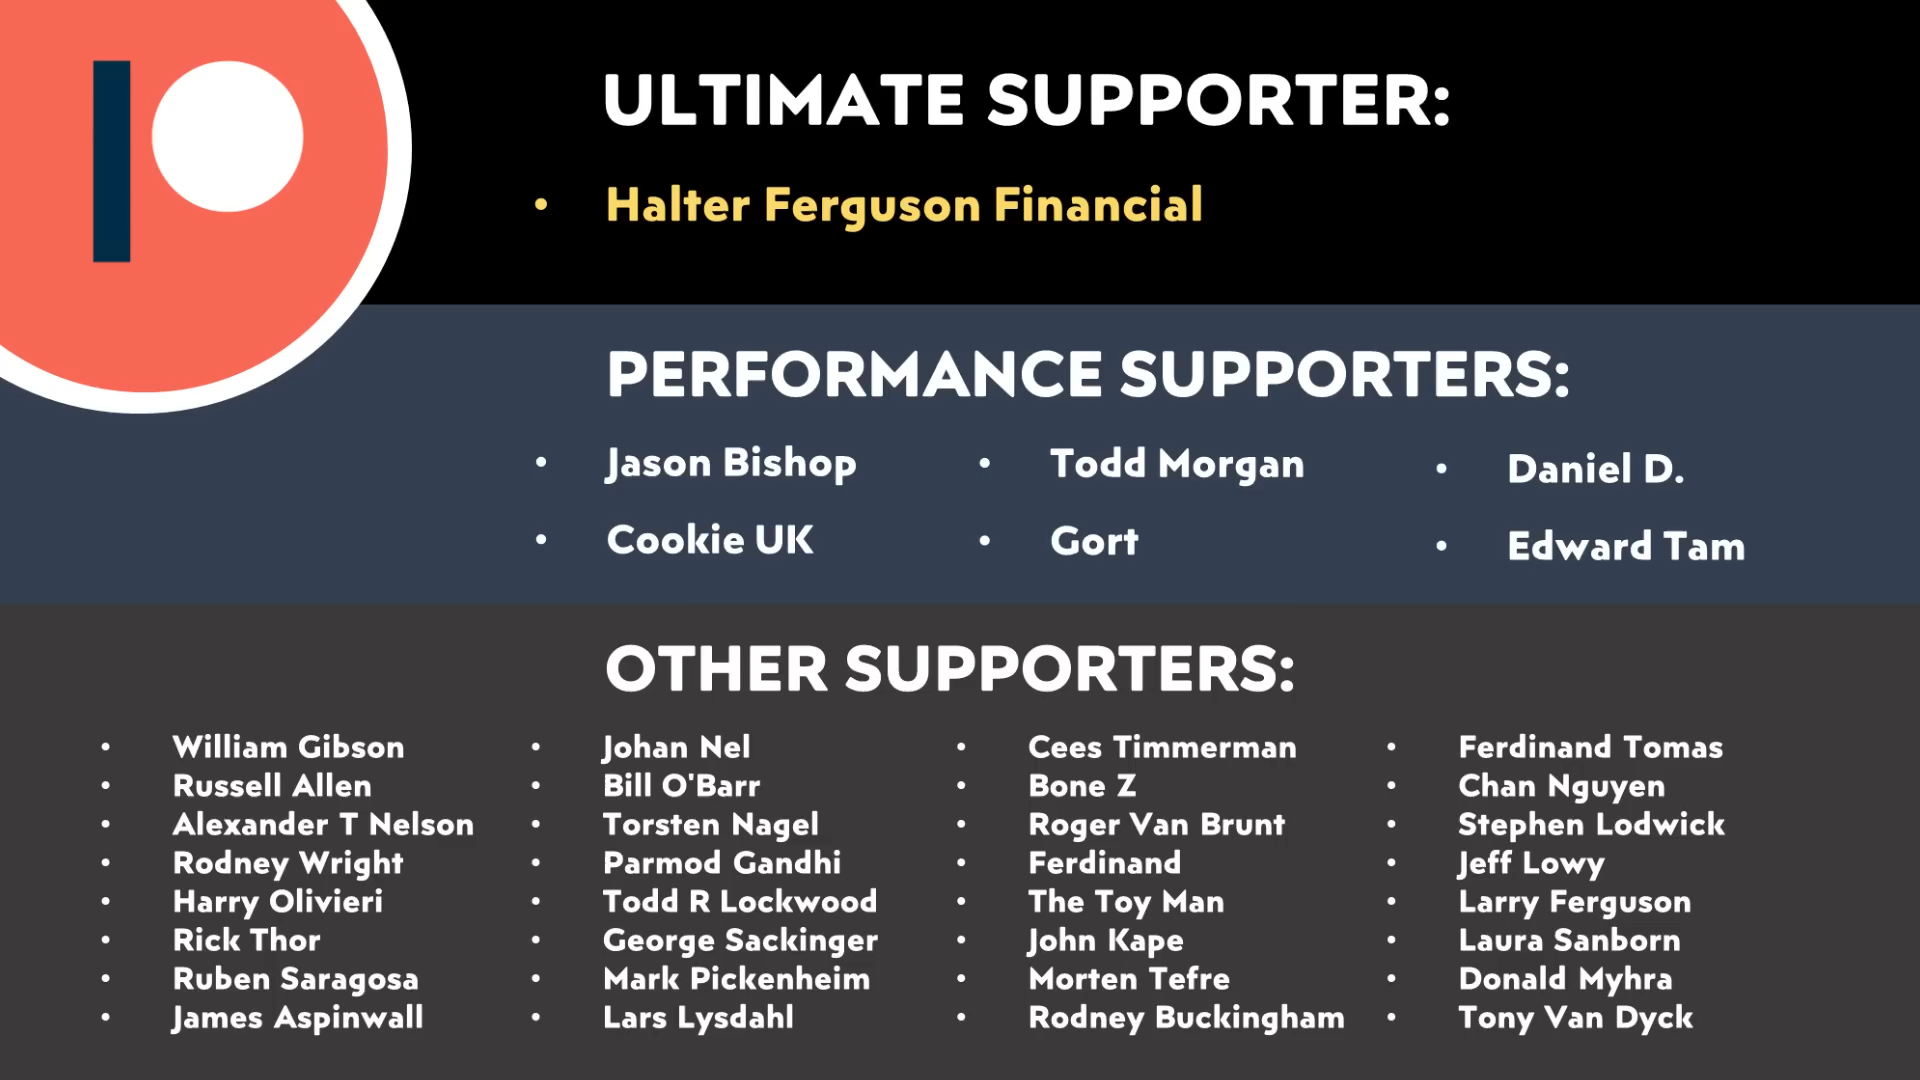 ULTIMATE SUPPORTER:
• Halter Ferguson Financial
PERFORMANCE SUPPORTERS:
• Jason Bishop
• Cookie UK
• Todd Morgan
• Gort
• Daniel D.
• Edward Tam
OTHER SUPPORTERS:
• William Gibson
• Russell Allen
• Alexander T Nelson
• Rodney Wright
• Harry Olivieri
• Rick Thor
• Ruben Saragosa
• James Aspinwall
• Johan Nel
• Bill O'Barr
• Torsten Nagel
• Parmod Gandhi
• Todd R Lockwood
• George Sackinger
• Mark Pickenheim
• Lars Lysdahl
• Cees Timmerman
• Bone Z
• Roger Van Brunt
• Ferdinand
• The Toy Man
• John Kape
• Morten Tefre
• Rodney Buckingham
• Ferdinand Tomas
• Chan Nguyen
• Stephen Lodwick
• Jeff Lowy
• Larry Ferguson
• Laura Sanborn
• Donald Myhra
• Tony Van Dyck